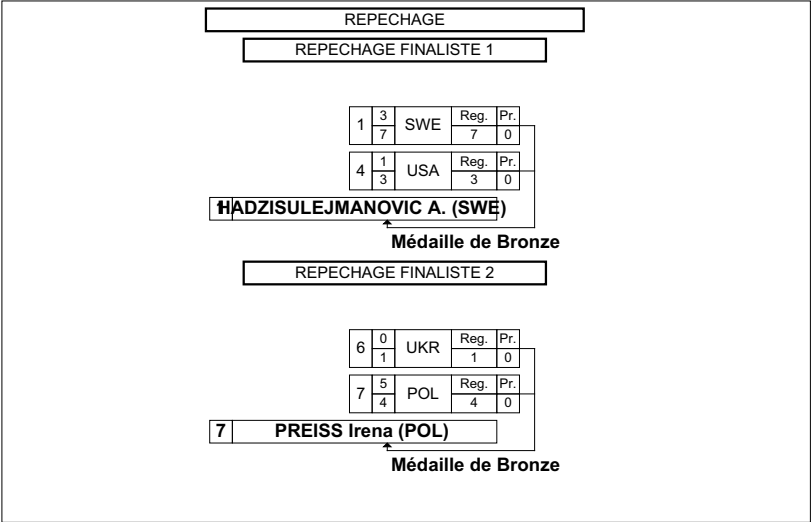 REPECHAGE
REPECHAGE FINALISTE 1
3 Reg. Pr.
1 SWE
7 7 0
1 Reg. Pr.
4 USA
3 3 0
1 HADZISULEJMANOVIC A. (SWE)
Médaille de Bronze
REPECHAGE FINALISTE 2
0 Reg. Pr.
6 UKR
1 1 0
5 Reg. Pr.
7 POL
4 4 0
7 PREISS Irena (POL)
Médaille de Bronze